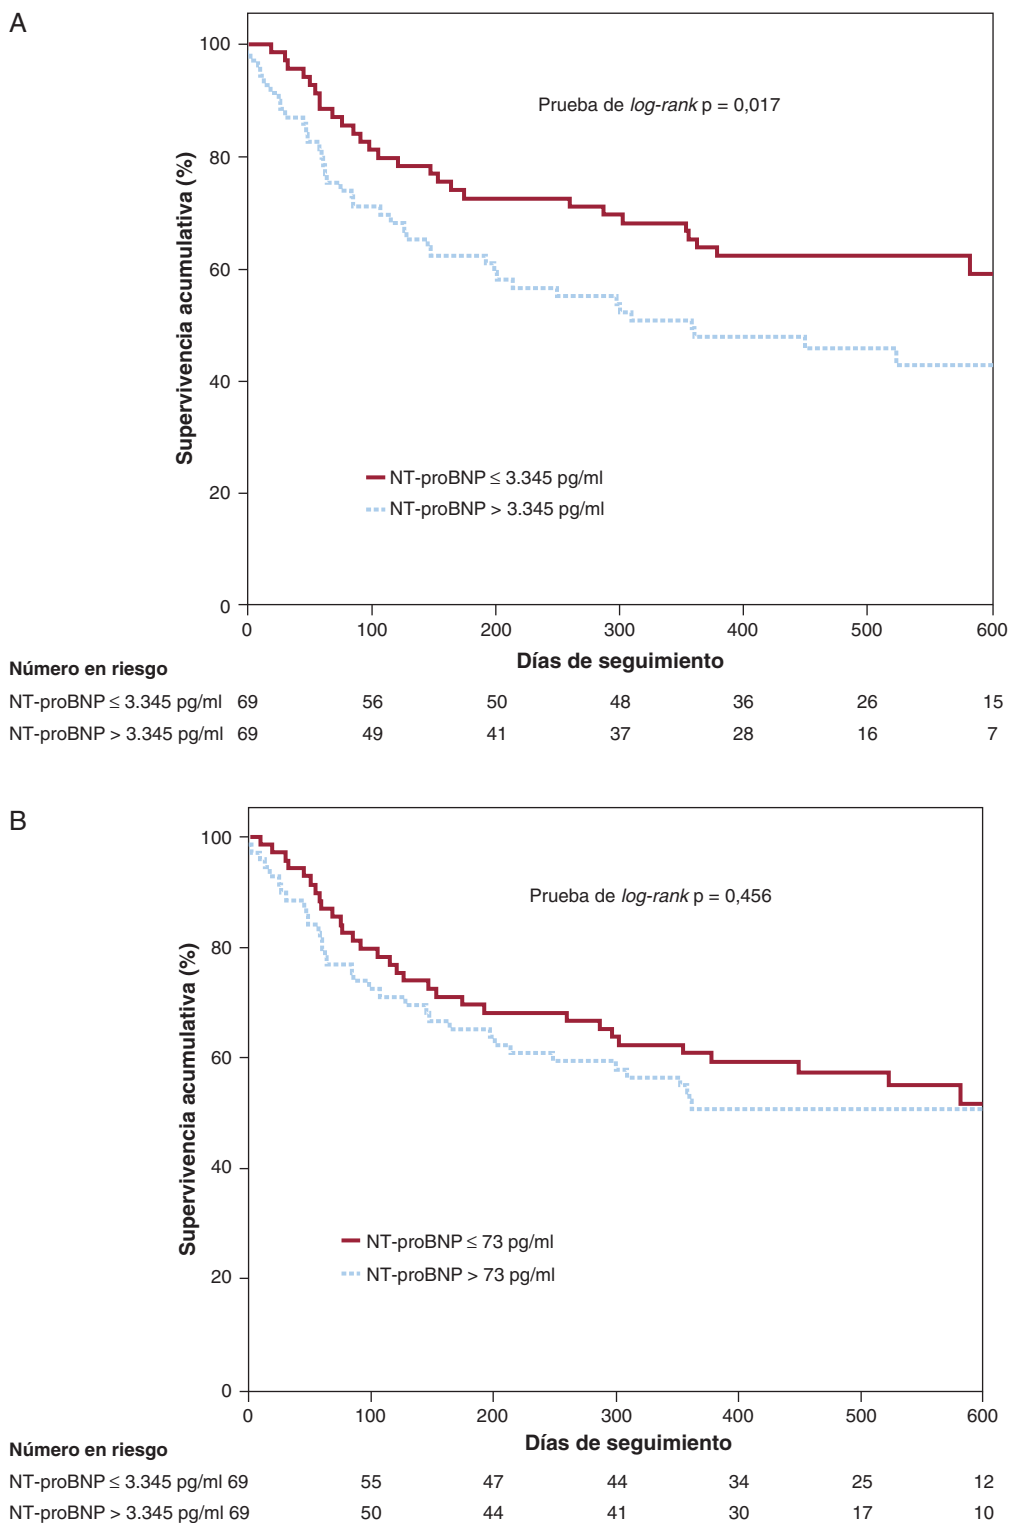 A
Supervivencia acumulativa (%)
100
80
60
40
20
0
Prueba de log-rank p = 0,017
NT-proBNP ≤ 3.345 pg/ml
NT-proBNP > 3.345 pg/ml
0 100 200 300 400 500 600
Días de seguimiento
Número en riesgo
NT-proBNP ≤ 3.345 pg/ml 69 56 50 48 36 26 15
NT-proBNP > 3.345 pg/ml 69 49 41 37 28 16 7
B
Supervivencia acumulativa (%)
100
80
60
40
20
0
Prueba de log-rank p = 0,456
NT-proBNP ≤ 73 pg/ml
NT-proBNP > 73 pg/ml
0 100 200 300 400 500 600
Días de seguimiento
Número en riesgo
NT-proBNP ≤ 3.345 pg/ml 69 55 47 44 34 25 12
NT-proBNP > 3.345 pg/ml 69 50 44 41 30 17 10